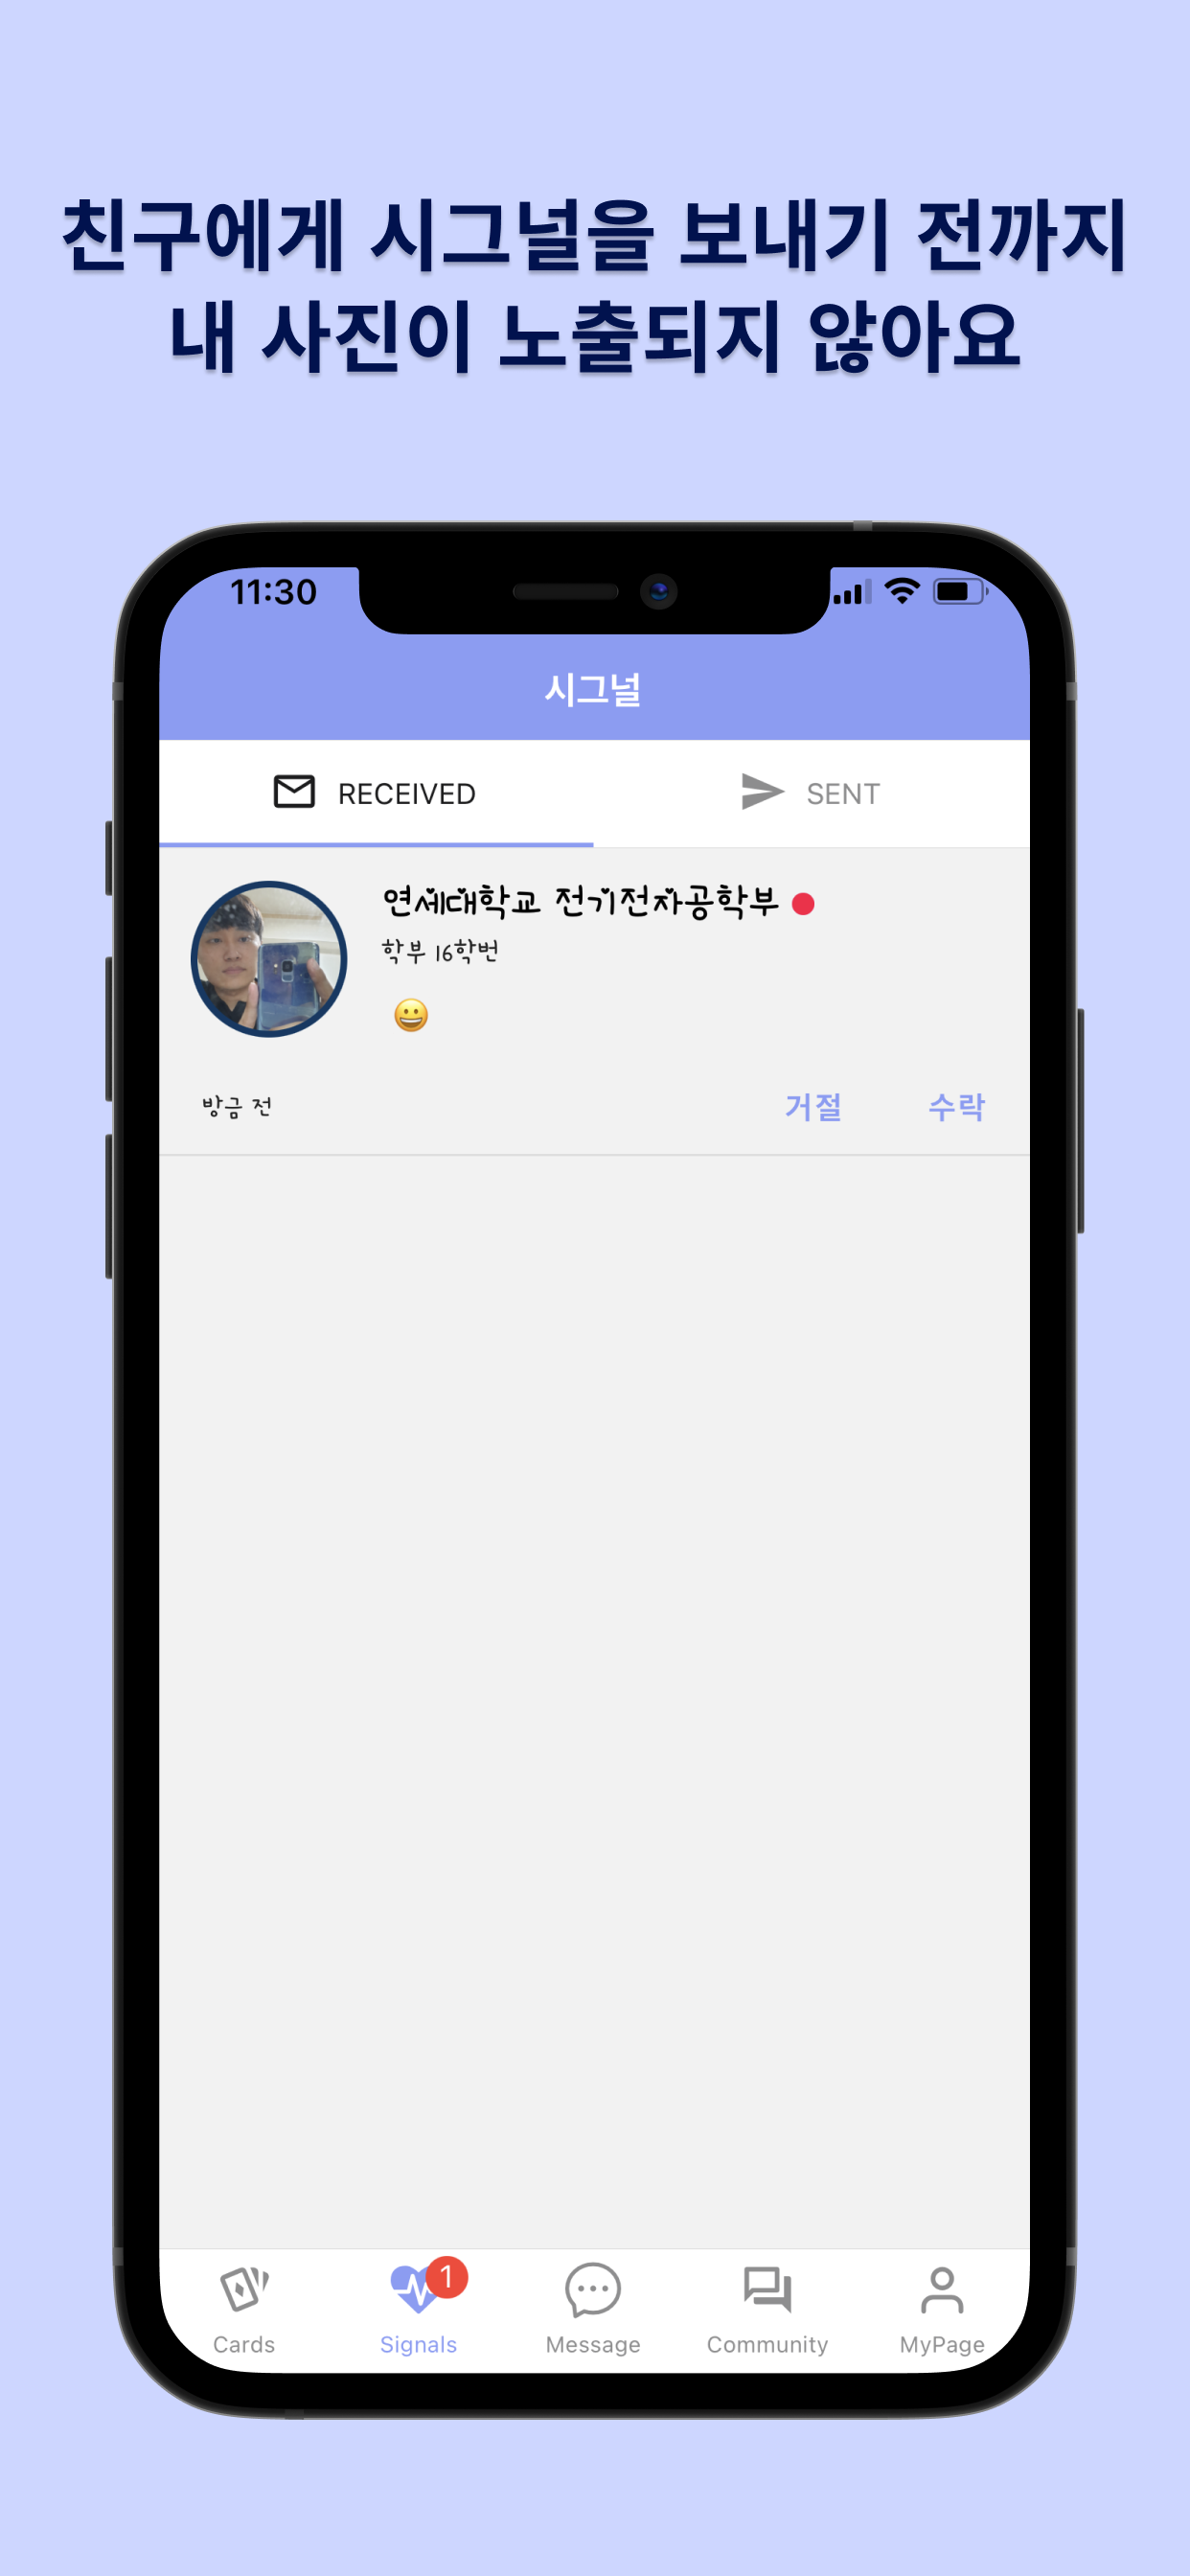 친구에게 시그널을 보내기 전까지
내 사진이 노출되지 않아요
11:30
시그널
RECEIVED
SENT
연세대학교 전기전자공학부
학부 16학번
😀
방금 전
거절
수락
1
Cards
Signals
Message
Community
MyPage